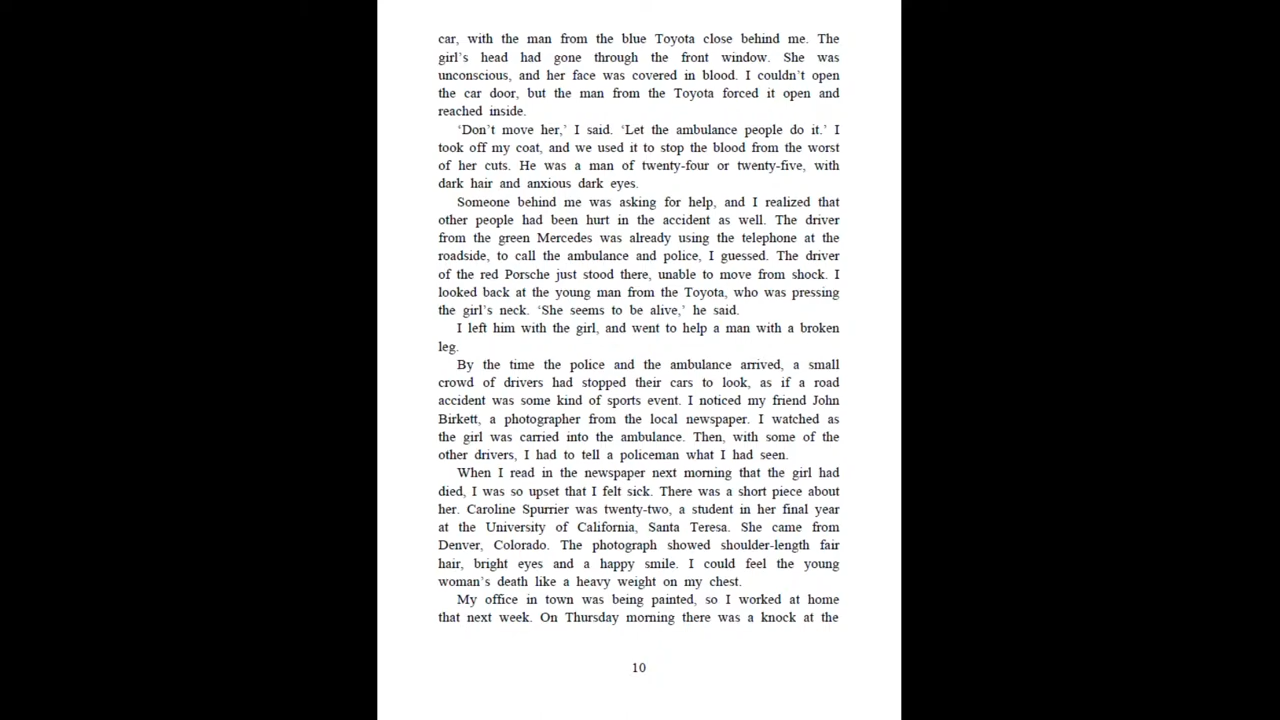 car, with the man from the blue Toyota close behind me. The
girl's head had gone through the front window. She was
unconscious, and her face was covered in blood. I couldn't open
the car door, but the man from the Toyota forced it open and
reached inside.
‘Don't move her,’ I said. ‘Let the ambulance people do it.’ I
took off my coat, and we used it to stop the blood from the worst
of her cuts. He was a man of twenty-four or twenty-five, with
dark hair and anxious dark eyes.
Someone behind me was asking for help, and I realized that
other people had been hurt in the accident as well. The driver
from the green Mercedes was already using the telephone at the
roadside, to call the ambulance and police, I guessed. The driver
of the red Porsche just stood there, unable to move from shock. I
looked back at the young man from the Toyota, who was pressing
the girl's neck. ‘She seems to be alive,’ he said.
I left him with the girl, and went to help a man with a broken
leg.
By the time the police and the ambulance arrived, a small
crowd of drivers had stopped their cars to look, as if a road
accident was some kind of sports event. I noticed my friend John
Birkett, a photographer from the local newspaper. I watched as
the girl was carried into the ambulance. Then, with some of the
other drivers, I had to tell a policeman what I had seen.
When I read in the newspaper next morning that the girl had
died, I was so upset that I felt sick. There was a short piece about
her. Caroline Spurrier was twenty-two, a student in her final year
at the University of California, Santa Teresa. She came from
Denver, Colorado. The photograph showed shoulder-length fair
hair, bright eyes and a happy smile. I could feel the young
woman's death like a heavy weight on my chest.
My office in town was being painted, so I worked at home
that next week. On Thursday morning there was a knock at the
10